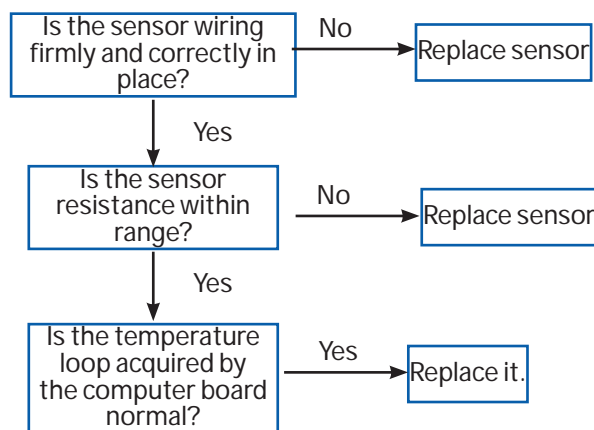 Is the sensor wiring
firmly and correctly in
place?
No
Replace sensor
Yes
Is the sensor
resistance within
range?
No
Replace sensor
Yes
Is the temperature
loop acquired by
the computer board
normal?
Yes
Replace it.